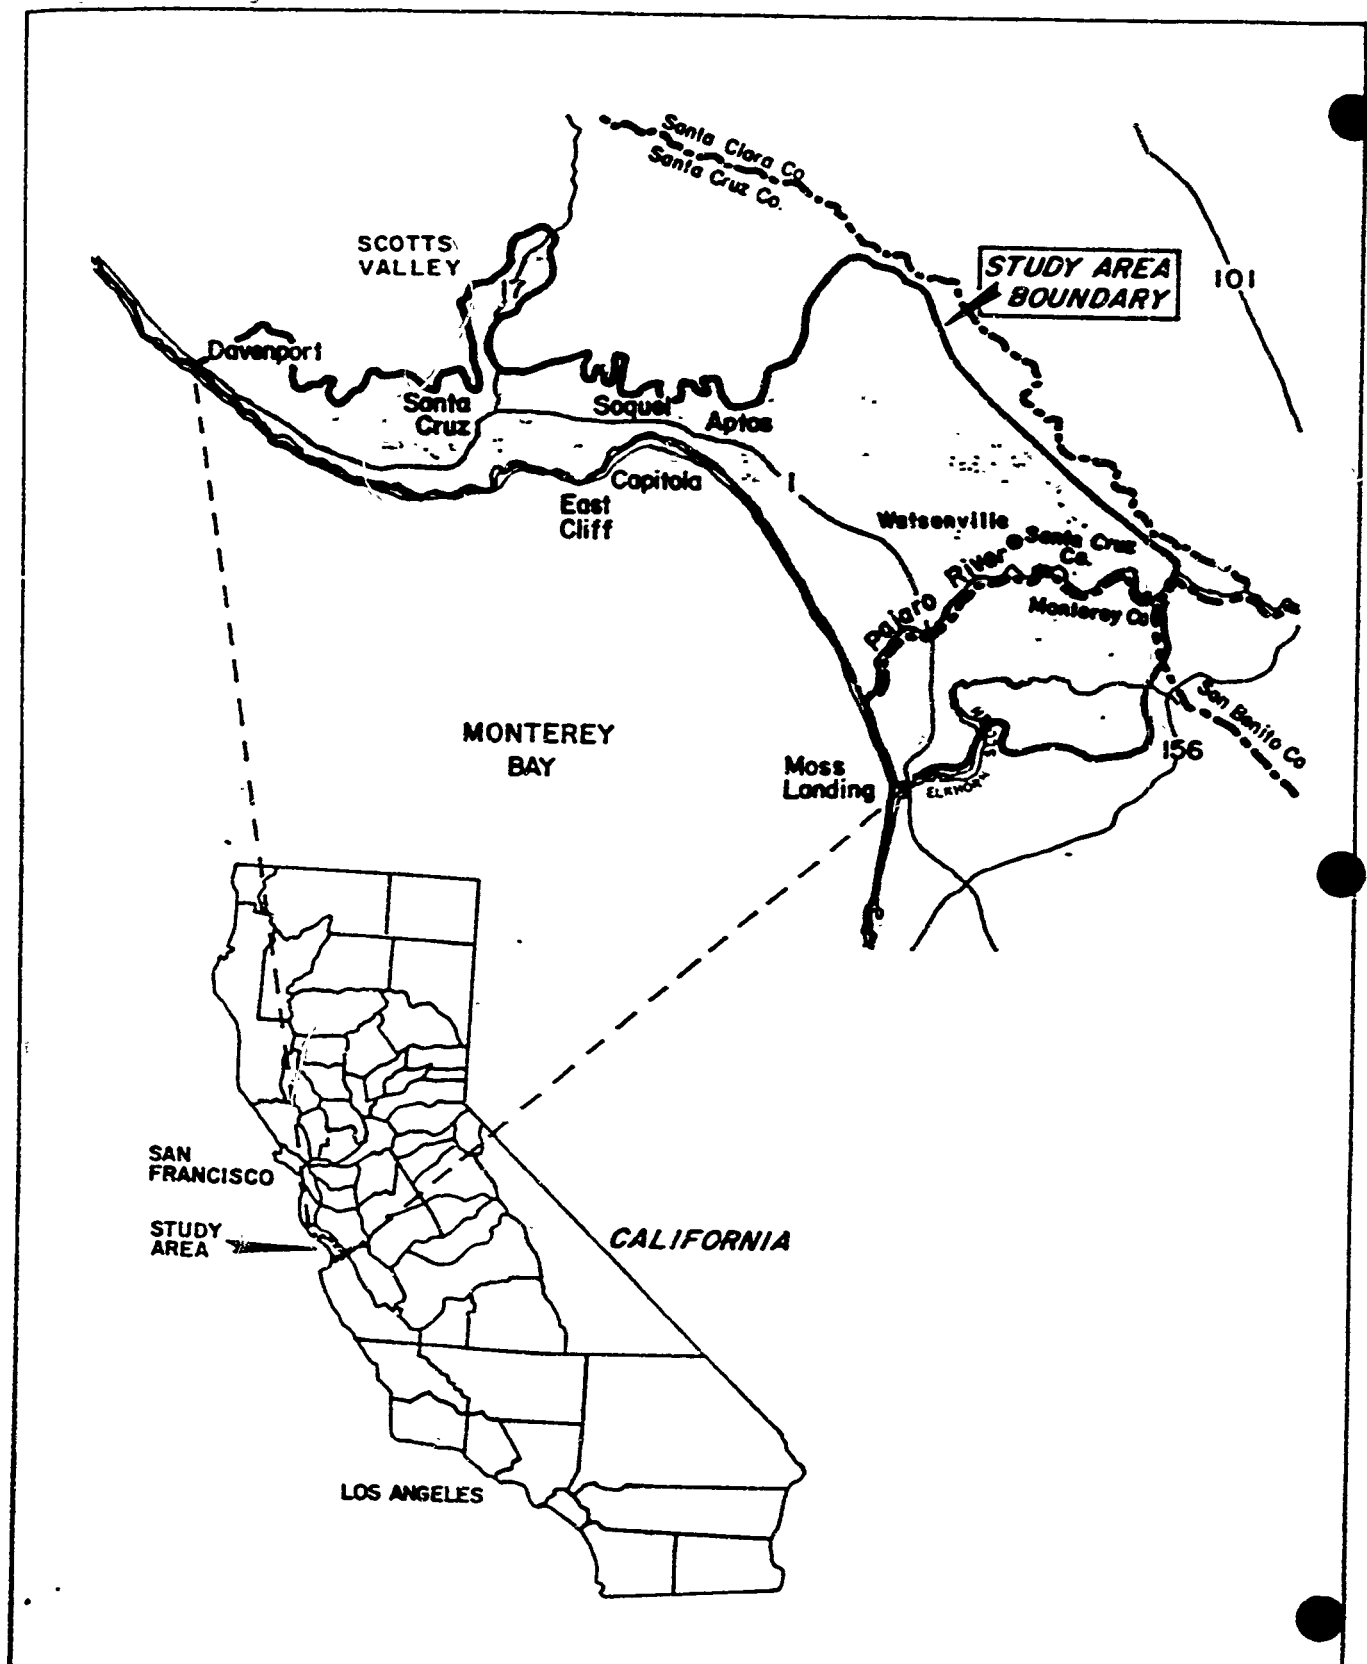 Santa Clara Co
Santa Cruz Co.
SCOTTS
VALLEY
17
STUDY AREA
BOUNDARY
101
Davenport
Santa
Cruz
Soquel
Aptos
Capitola
1
East
Cliff
Watsonville
Santa Cruz
Co.
Pajaro River
Monterey Co
San Benito Co
156
MONTEREY
BAY
Moss
Landing
ELKHORN
SAN
FRANCISCO
STUDY
AREA
CALIFORNIA
LOS ANGELES